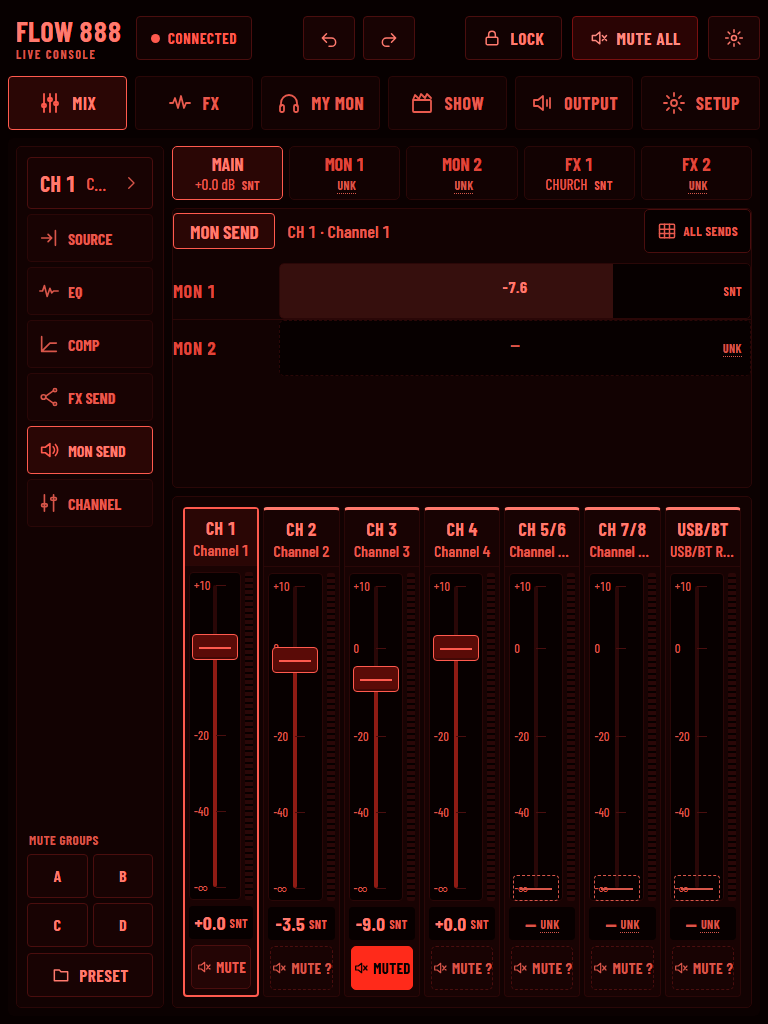 FLOW 888
LIVE CONSOLE
CONNECTED
LOCK
MUTE ALL
MIX
FX
MY MON
SHOW
OUTPUT
SETUP
CH 1 C...
SOURCE
EQ
COMP
FX SEND
MON SEND
CHANNEL
MUTE GROUPS
A B
C D
PRESET
MAIN
+0.0 dB SNT
MON 1
UNK
MON 2
UNK
FX 1
CHURCH SNT
FX 2
UNK
MON SEND CH 1 · Channel 1 ALL SENDS
MON 1 -7.6 SNT
MON 2 – UNK
CH 1
Channel 1
+10
-20
-40
-∞
+0.0 SNT
MUTE
CH 2
Channel 2
+10
-20
-40
-∞
-3.5 SNT
MUTE ?
CH 3
Channel 3
+10
0
-20
-40
-∞
-9.0 SNT
MUTED
CH 4
Channel 4
+10
-20
-40
-∞
+0.0 SNT
MUTE ?
CH 5/6
Channel ...
+10
0
-20
-40
-∞
– UNK
MUTE ?
CH 7/8
Channel ...
+10
0
-20
-40
-∞
– UNK
MUTE ?
USB/BT
USB/BT R...
+10
0
-20
-40
-∞
– UNK
MUTE ?